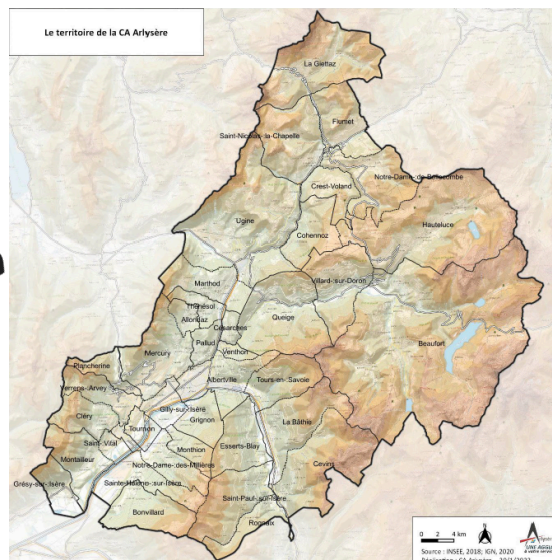 Le territoire de la CA Arlysère
La Giettaz
Flumet
Saint-Nicolas-la-Chapelle
Notre-Dame-de-Bellecombe
Crest-Voland
Ugine
Hauteluce
Cohennoz
Marthod
Villard-sur-Doron
Thénésol
Allondaz
Césarches
Queige
Pallud
Beaufort
Mercury
Venthon
Plancherine
Albertville
Tours-en-Savoie
Verrens-Arvey
Gilly-sur-Isère
Cléry
Grignon
Tournon
La Bâthie
Saint-Vital
Esserts-Blay
Monthion
Montailleur
Notre-Dame-des-Millières
Cevins
Grésy-sur-Isère
Sainte-Hélène-sur-Isère
Saint-Paul-sur-Isère
Bonvillard
Rognaix
0 2 4 km
Source : INSEE, 2018; IGN, 2020